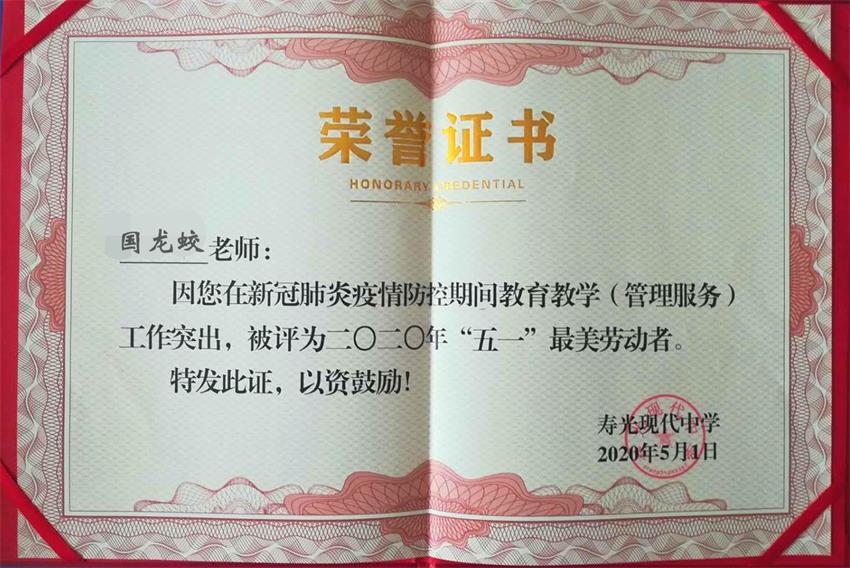 荣誉证书
HONORARY CREDENTIAL
国龙蛟老师：
因您在新冠肺炎疫情防控期间教育教学（管理服务）
工作突出，被评为二〇二〇年“五一”最美劳动者。
特发此证，以资鼓励！
寿光现代中学
2020年5月1日